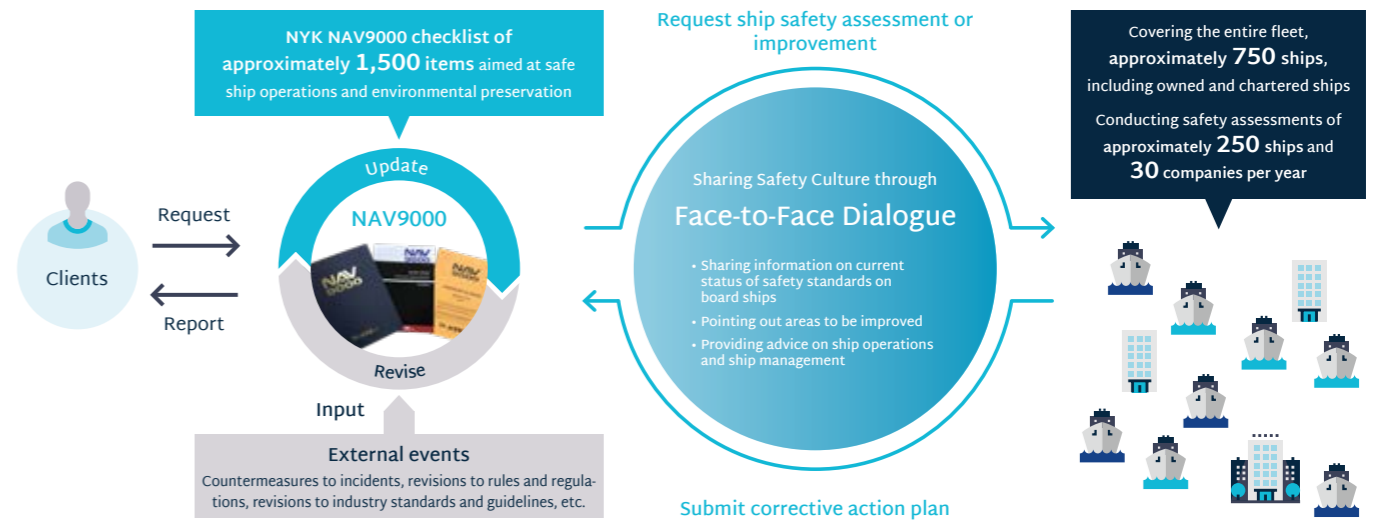 NYK NAV9000 checklist of
approximately 1,500 items aimed at safe
ship operations and environmental preservation
Clients
Request
Report
Update
NAV9000
NAV
9000
NAV
Revise
Input
External events
Countermeasures to incidents, revisions to rules and regula-
tions, revisions to industry standards and guidelines, etc.
Request ship safety assessment or
improvement
Sharing Safety Culture through
Face-to-Face Dialogue
• Sharing information on current
status of safety standards on
board ships
• Pointing out areas to be improved
• Providing advice on ship operations
and ship management
Submit corrective action plan
Covering the entire fleet,
approximately 750 ships,
including owned and chartered ships
Conducting safety assessments of
approximately 250 ships and
30 companies per year